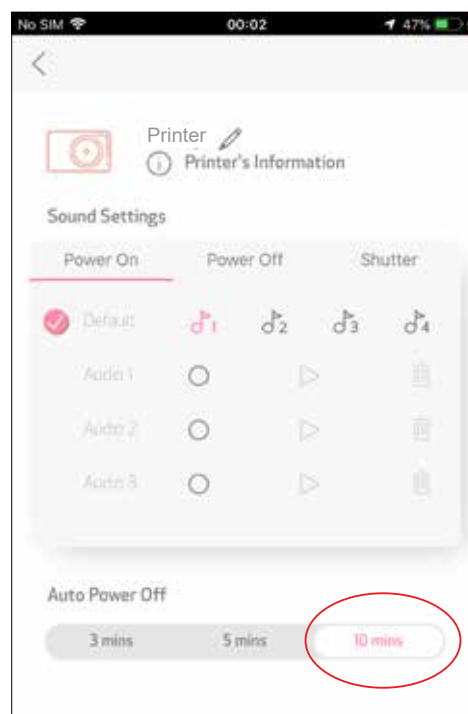 No SIM 00:02 47%
Printer
Printer's Information
Sound Settings
Power On Power Off Shutter
Default 1 2 3 4
Audio 1
Audio 2
Audio 3
Auto Power Off
3 mins 5 mins 10 mins